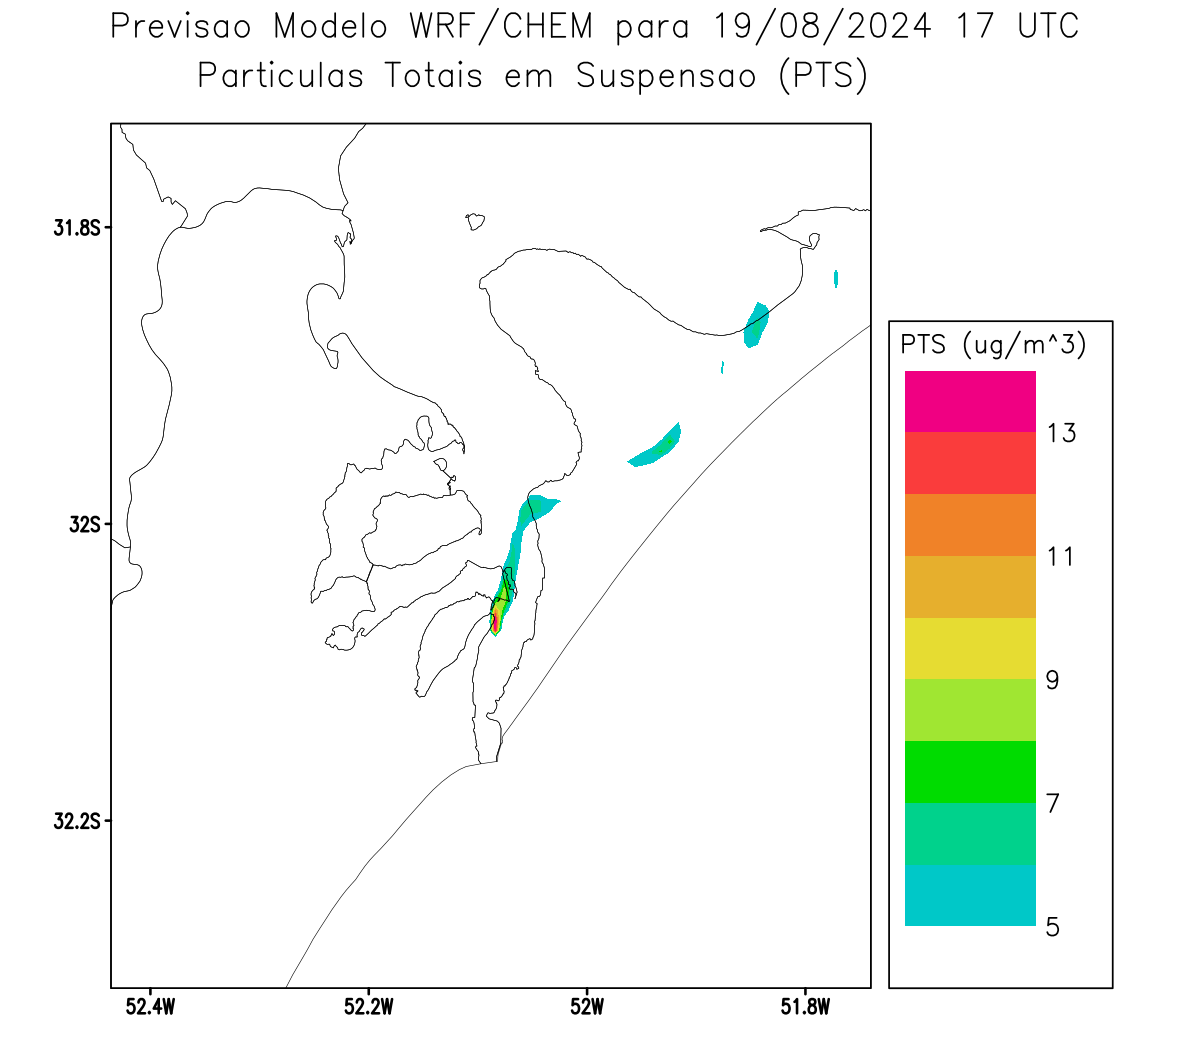 Previsao Modelo WRF/CHEM para 19/08/2024 17 UTC
Particulas Totais em Suspensao (PTS)
31.8S
32S
32.2S
52.4W
52.2W
52W
51.8W
PTS (ug/m^3)
13
11
9
7
5